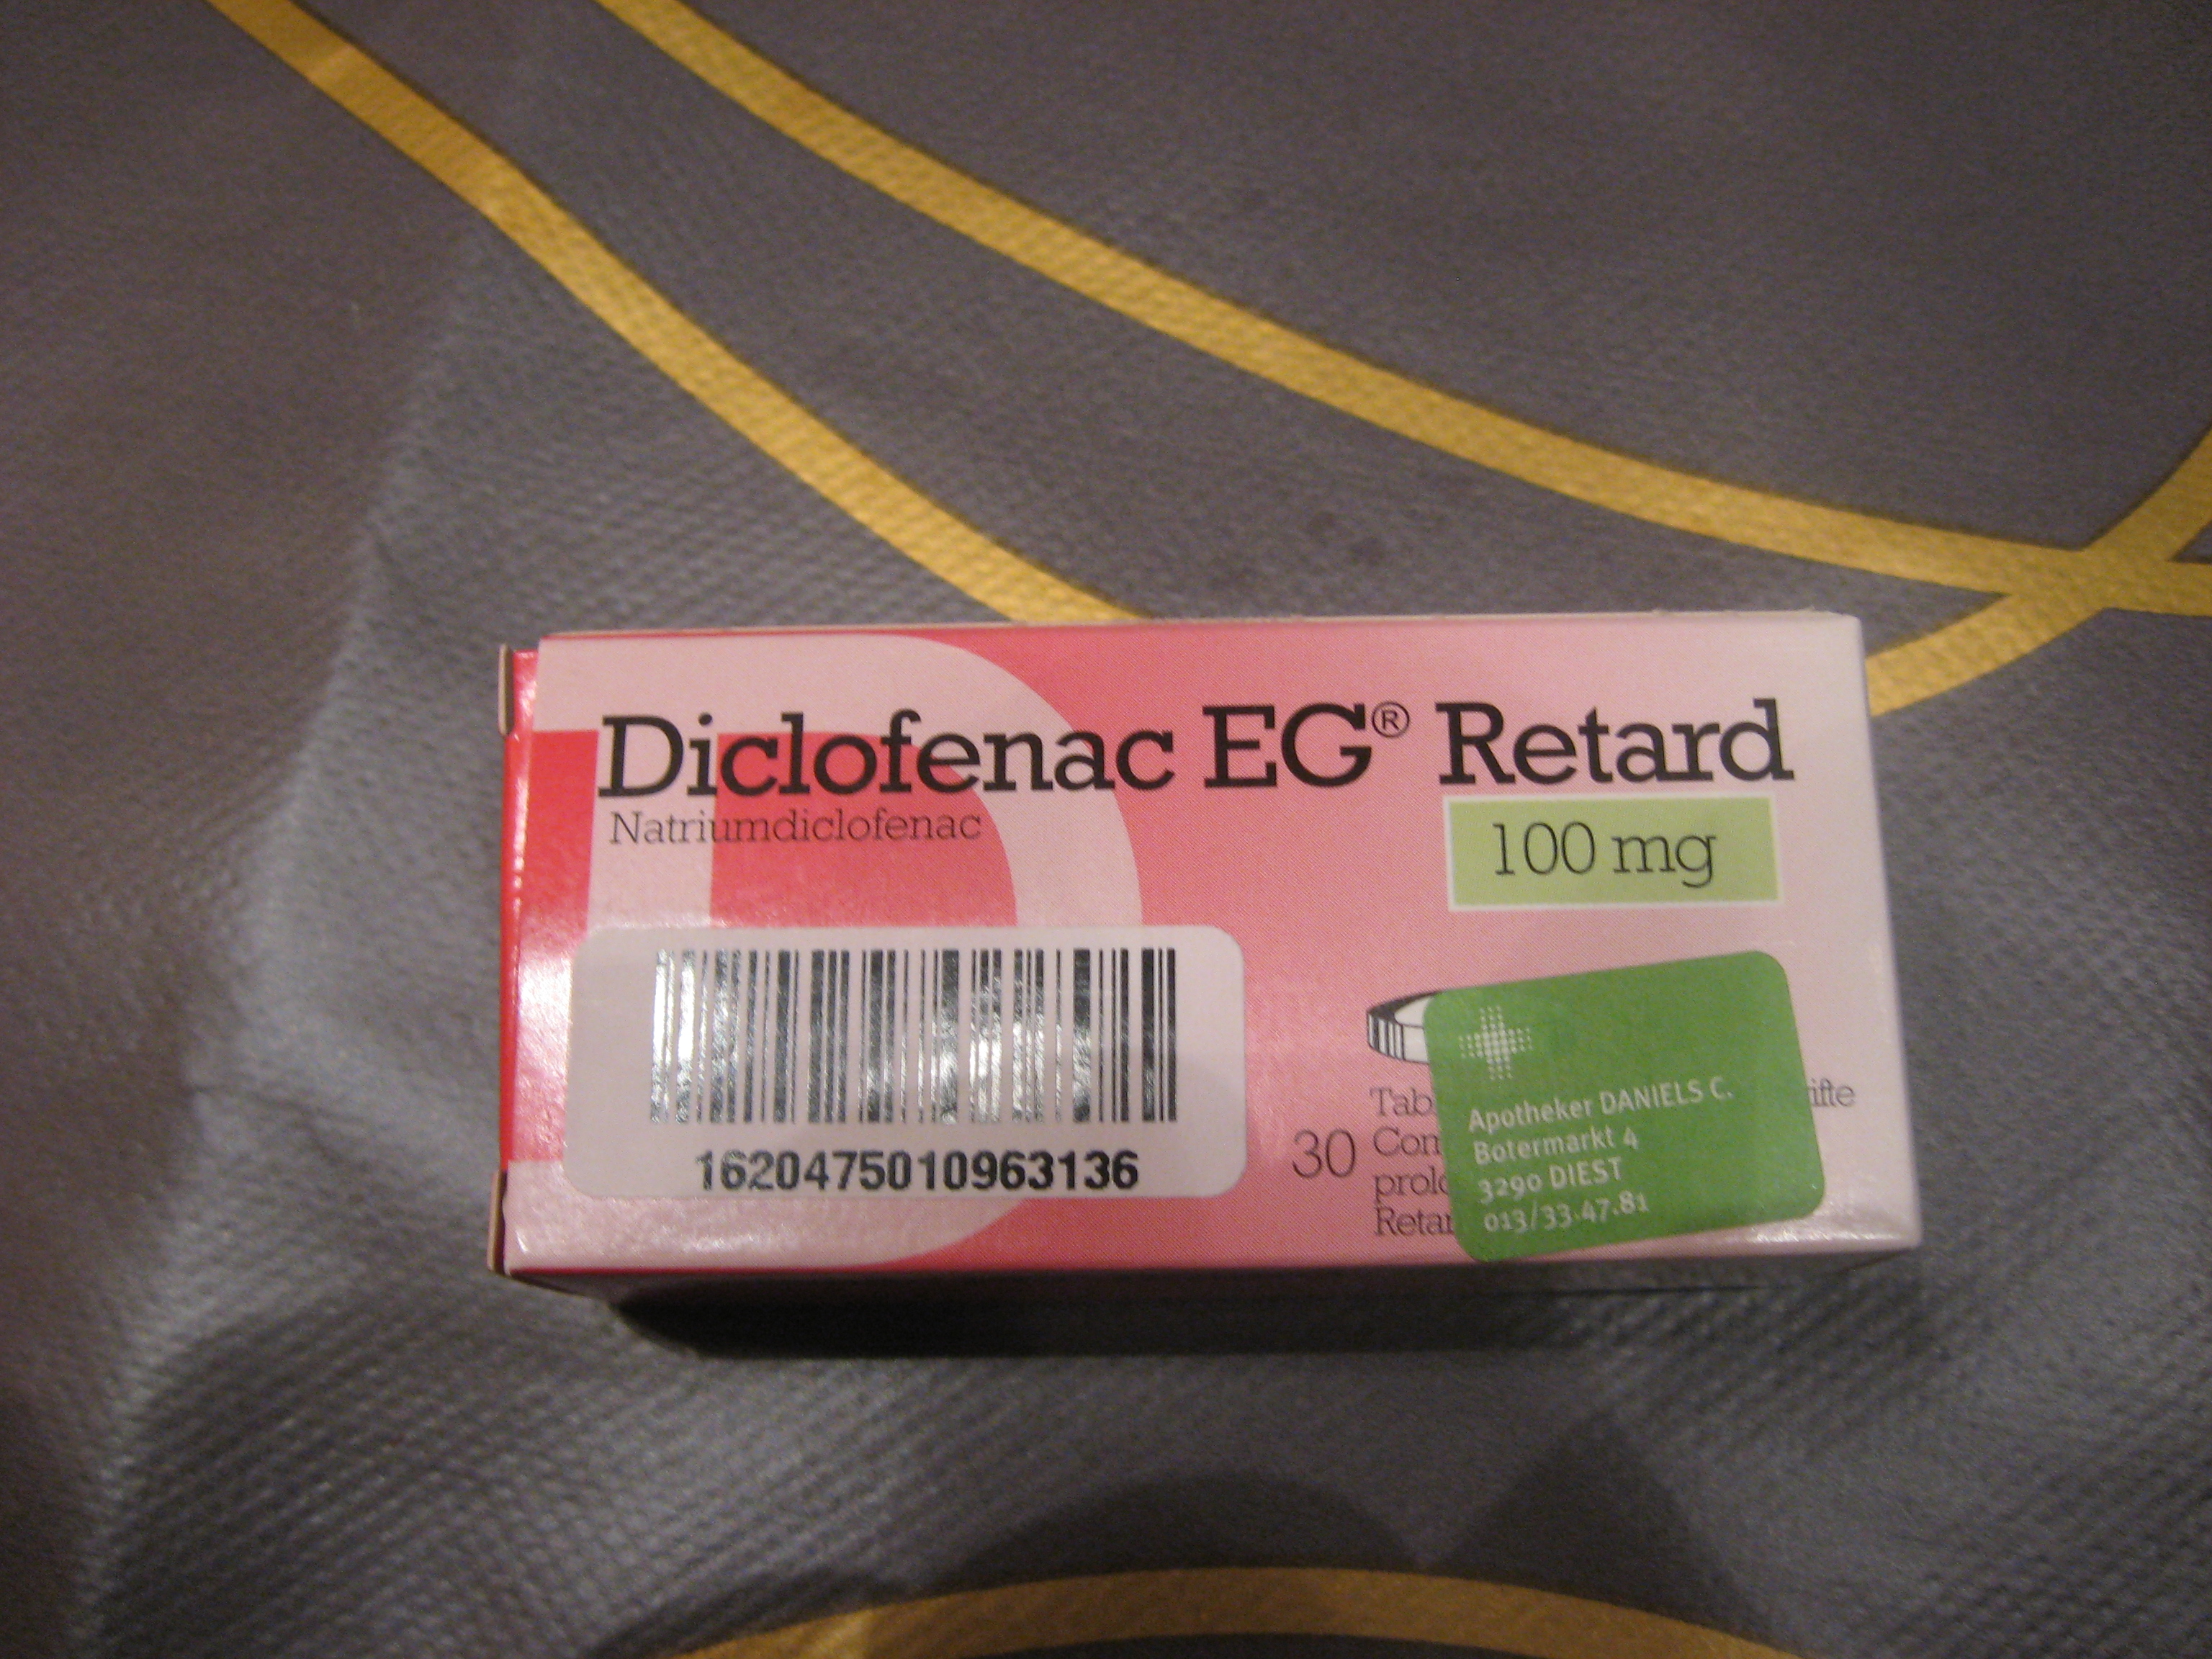 Diclofenac EG® Retard
Natriumdiclofenac
100 mg
1620475010963136
30
Apotheker DANIELS C.
Botermarkt 4
3290 DIEST
013/33.47.81